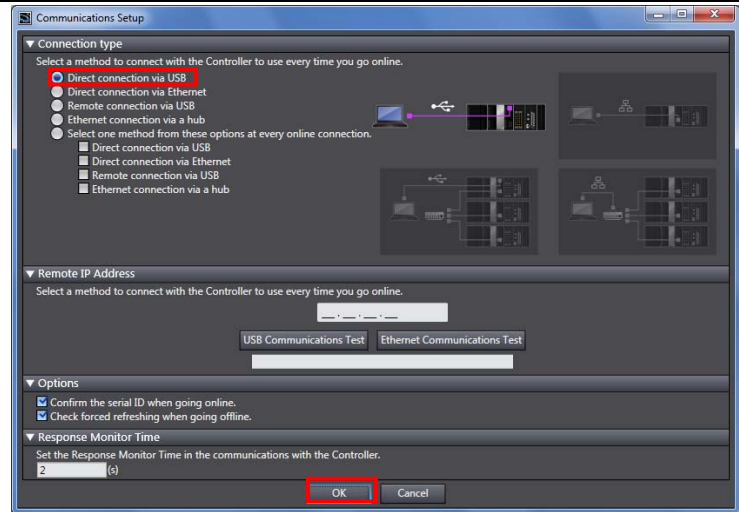 Communications Setup
▼ Connection type
Select a method to connect with the Controller to use every time you go online.
Direct connection via USB
Direct connection via Ethernet
Remote connection via USB
Ethernet connection via a hub
Select one method from these options at every online connection.
Direct connection via USB
Direct connection via Ethernet
Remote connection via USB
Ethernet connection via a hub
▼ Remote IP Address
Select a method to connect with the Controller to use every time you go online.
__.__.__.__
USB Communications Test Ethernet Communications Test
▼ Options
Confirm the serial ID when going online.
Check forced refreshing when going offline.
▼ Response Monitor Time
Set the Response Monitor Time in the communications with the Controller.
2 (s)
OK Cancel